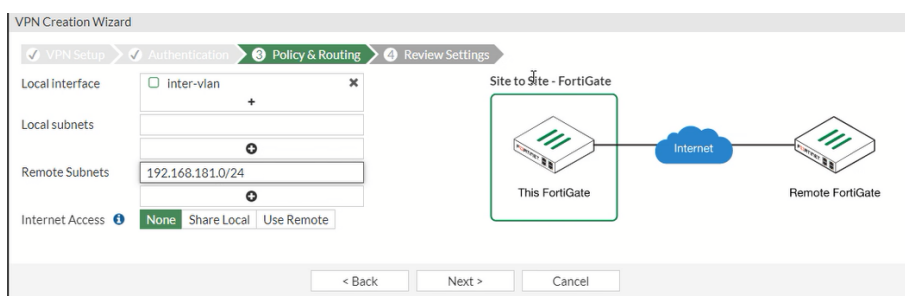 VPN Creation Wizard
VPN Setup
Authentication
3 Policy & Routing
4 Review Settings
Local interface
inter-vlan
Site to Site - FortiGate
Local subnets
Remote Subnets
192.168.181.0/24
Internet
This FortiGate
Remote FortiGate
Internet Access
None
Share Local
Use Remote
< Back
Next >
Cancel